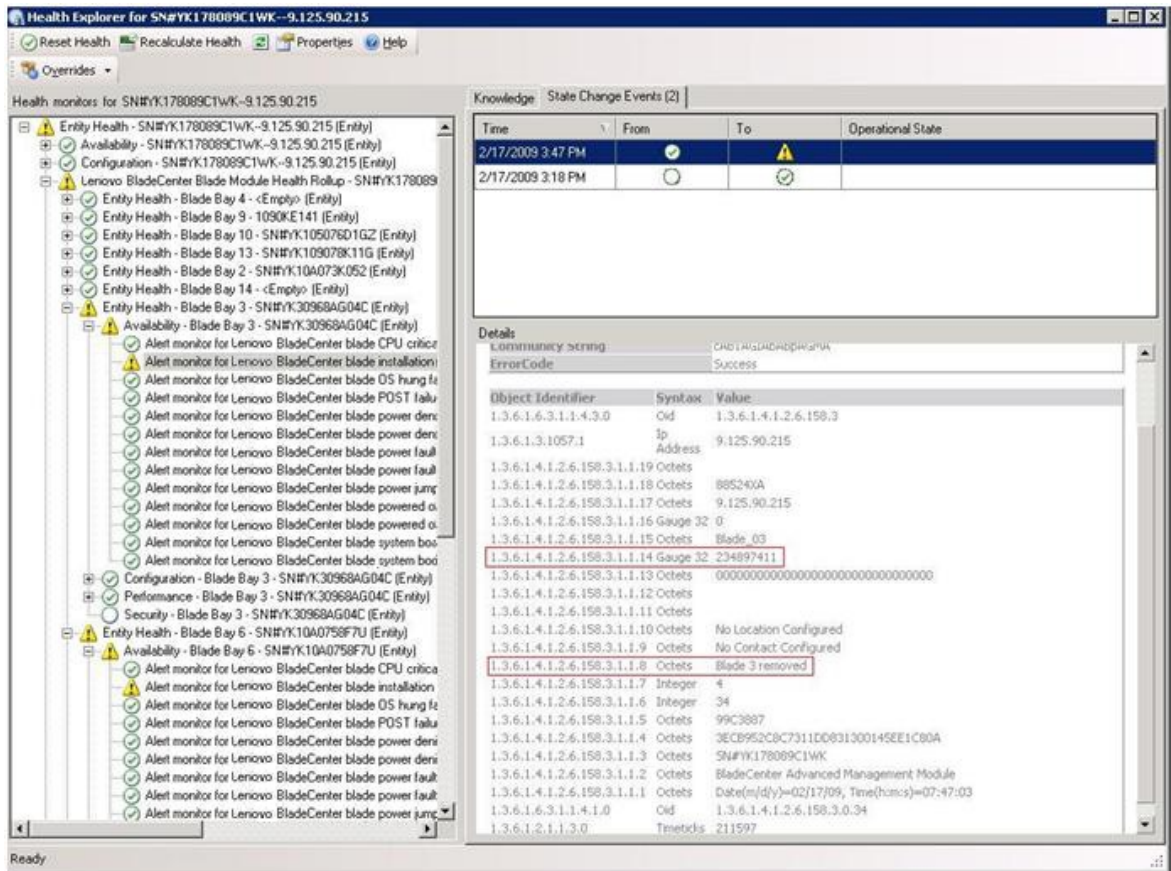 Health Explorer for SN#YK178089C1WK--9.125.90.215
Reset Health Recalculate Health Properties Help
Overrides
Health monitors for SN#YK178089C1WK--9.125.90.215
Entity Health - SN#YK178089C1WK--9.125.90.215 (Entity)
Availability - SN#YK178089C1WK--9.125.90.215 (Entity)
Configuration - SN#YK178089C1WK--9.125.90.215 (Entity)
Lenovo BladeCenter Blade Module Health Rollup - SN#YK178089
Entity Health - Blade Bay 4 - <Empty> (Entity)
Entity Health - Blade Bay 9 - 1090KE141 (Entity)
Entity Health - Blade Bay 10 - SN#YK105076D1GZ (Entity)
Entity Health - Blade Bay 13 - SN#YK109078K11G (Entity)
Entity Health - Blade Bay 2 - SN#YK10A073K052 (Entity)
Entity Health - Blade Bay 14 - <Empty> (Entity)
Entity Health - Blade Bay 3 - SN#YK30968AG04C (Entity)
Availability - Blade Bay 3 - SN#YK30968AG04C (Entity)
Alert monitor for Lenovo BladeCenter blade CPU critica
Alert monitor for Lenovo BladeCenter blade installation
Alert monitor for Lenovo BladeCenter blade OS hung fa
Alert monitor for Lenovo BladeCenter blade POST failu
Alert monitor for Lenovo BladeCenter blade power deni
Alert monitor for Lenovo BladeCenter blade power deni
Alert monitor for Lenovo BladeCenter blade power fault
Alert monitor for Lenovo BladeCenter blade power fault
Alert monitor for Lenovo BladeCenter blade power jump
Alert monitor for Lenovo BladeCenter blade powered o
Alert monitor for Lenovo BladeCenter blade powered o
Alert monitor for Lenovo BladeCenter blade system boa
Alert monitor for Lenovo BladeCenter blade system boo
Configuration - Blade Bay 3 - SN#YK30968AG04C (Entity)
Performance - Blade Bay 3 - SN#YK30968AG04C (Entity)
Security - Blade Bay 3 - SN#YK30968AG04C (Entity)
Entity Health - Blade Bay 6 - SN#YK10A0758F7U (Entity)
Availability - Blade Bay 6 - SN#YK10A0758F7U (Entity)
Alert monitor for Lenovo BladeCenter blade CPU critica
Alert monitor for Lenovo BladeCenter blade installation
Alert monitor for Lenovo BladeCenter blade OS hung fa
Alert monitor for Lenovo BladeCenter blade POST failu
Alert monitor for Lenovo BladeCenter blade power deni
Alert monitor for Lenovo BladeCenter blade power deni
Alert monitor for Lenovo BladeCenter blade power fault
Alert monitor for Lenovo BladeCenter blade power fault
Alert monitor for Lenovo BladeCenter blade power jump
Knowledge State Change Events (2)
Time From To Operational State
2/17/2009 3:47 PM
2/17/2009 3:18 PM
Details
Community String
ErrorCode Success
Object Identifier Syntax Value
1.3.6.1.6.3.1.1.4.3.0 Oid 1.3.6.1.4.1.2.6.158.3
1.3.6.1.3.1057.1 Ip Address 9.125.90.215
1.3.6.1.4.1.2.6.158.3.1.1.19 Octets
1.3.6.1.4.1.2.6.158.3.1.1.18 Octets 88524XA
1.3.6.1.4.1.2.6.158.3.1.1.17 Octets 9.125.90.215
1.3.6.1.4.1.2.6.158.3.1.1.16 Gauge 32 0
1.3.6.1.4.1.2.6.158.3.1.1.15 Octets Blade_03
1.3.6.1.4.1.2.6.158.3.1.1.14 Gauge 32 234897411
1.3.6.1.4.1.2.6.158.3.1.1.13 Octets 00000000000000000000000000000000
1.3.6.1.4.1.2.6.158.3.1.1.12 Octets
1.3.6.1.4.1.2.6.158.3.1.1.11 Octets
1.3.6.1.4.1.2.6.158.3.1.1.10 Octets No Location Configured
1.3.6.1.4.1.2.6.158.3.1.1.9 Octets No Contact Configured
1.3.6.1.4.1.2.6.158.3.1.1.8 Octets Blade 3 removed
1.3.6.1.4.1.2.6.158.3.1.1.7 Integer 4
1.3.6.1.4.1.2.6.158.3.1.1.6 Integer 34
1.3.6.1.4.1.2.6.158.3.1.1.5 Octets 99C3887
1.3.6.1.4.1.2.6.158.3.1.1.4 Octets 3ECB952C8C7311DD831300145EE1C80A
1.3.6.1.4.1.2.6.158.3.1.1.3 Octets SN#YK178089C1WK
1.3.6.1.4.1.2.6.158.3.1.1.2 Octets BladeCenter Advanced Management Module
1.3.6.1.4.1.2.6.158.3.1.1.1 Octets Date(m/d/y)=02/17/09, Time(h:m:s)=07:47:03
1.3.6.1.6.3.1.1.4.1.0 Oid 1.3.6.1.4.1.2.6.158.3.0.34
1.3.6.1.2.1.1.3.0 Timeticks 211597
Ready